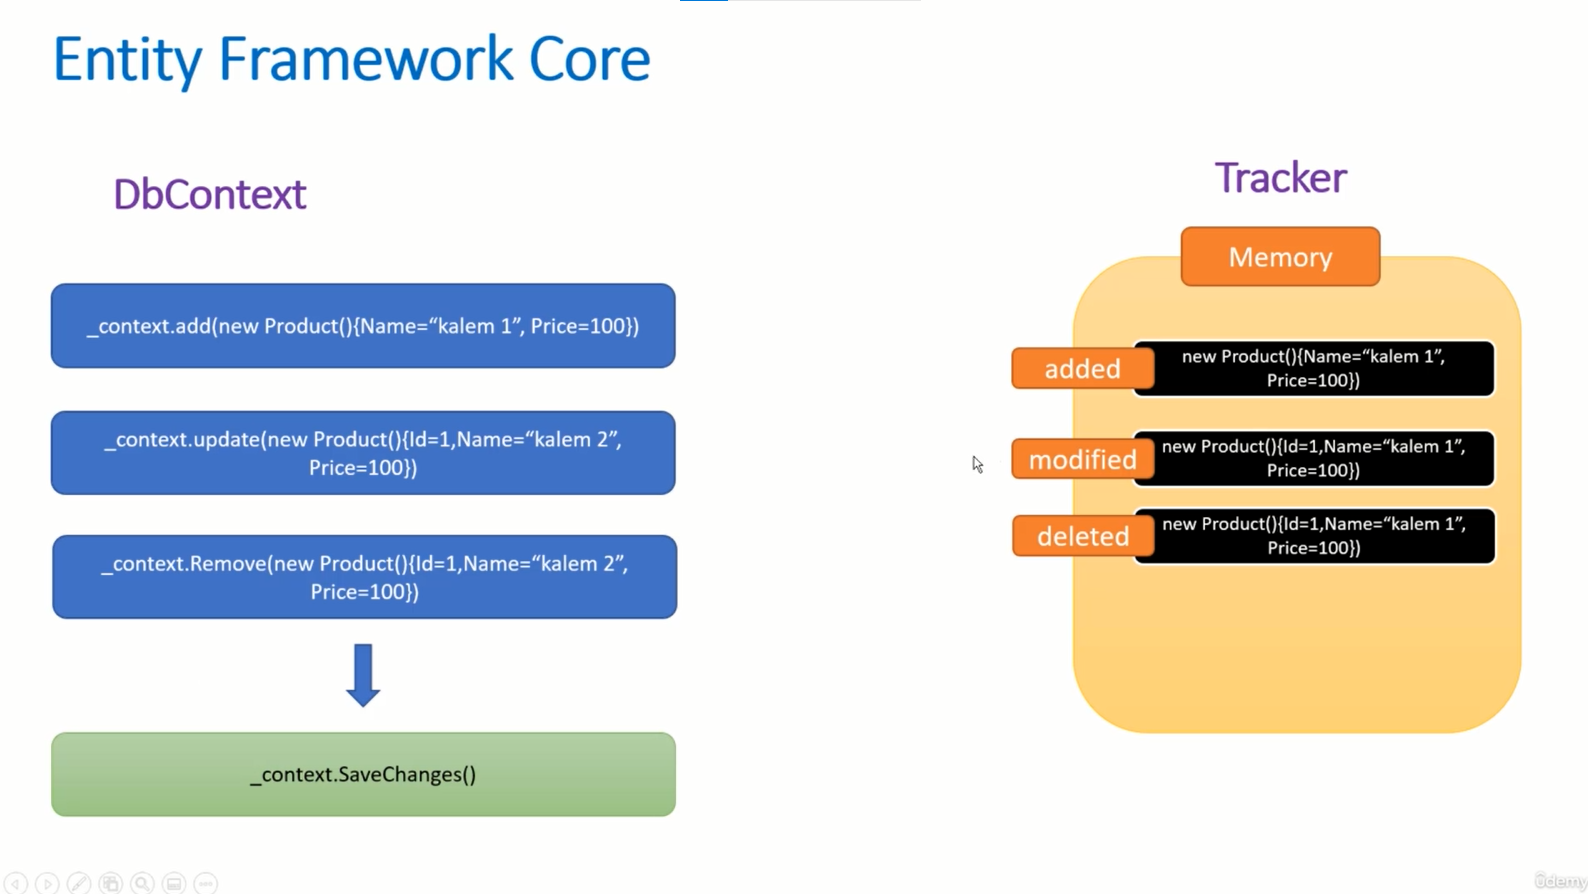 Entity Framework Core
DbContext
_context.add(new Product(){Name=“kalem 1”, Price=100})
_context.update(new Product(){Id=1,Name=“kalem 2”,
Price=100})
_context.Remove(new Product(){Id=1,Name=“kalem 2”,
Price=100})
_context.SaveChanges()
Tracker
Memory
added
new Product(){Name=“kalem 1”,
Price=100})
modified
new Product(){Id=1,Name=“kalem 1”,
Price=100})
deleted
new Product(){Id=1,Name=“kalem 1”,
Price=100})
ûdemy